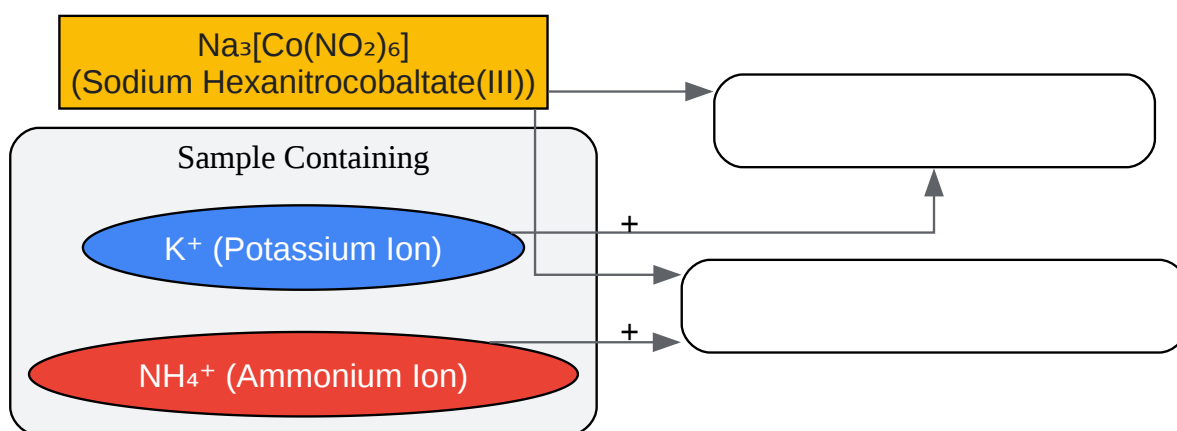 Na₃[Co(NO₂)₆]
(Sodium Hexanitrocobaltate(III))
Sample Containing
K⁺ (Potassium Ion)
+
NH₄⁺ (Ammonium Ion)
+